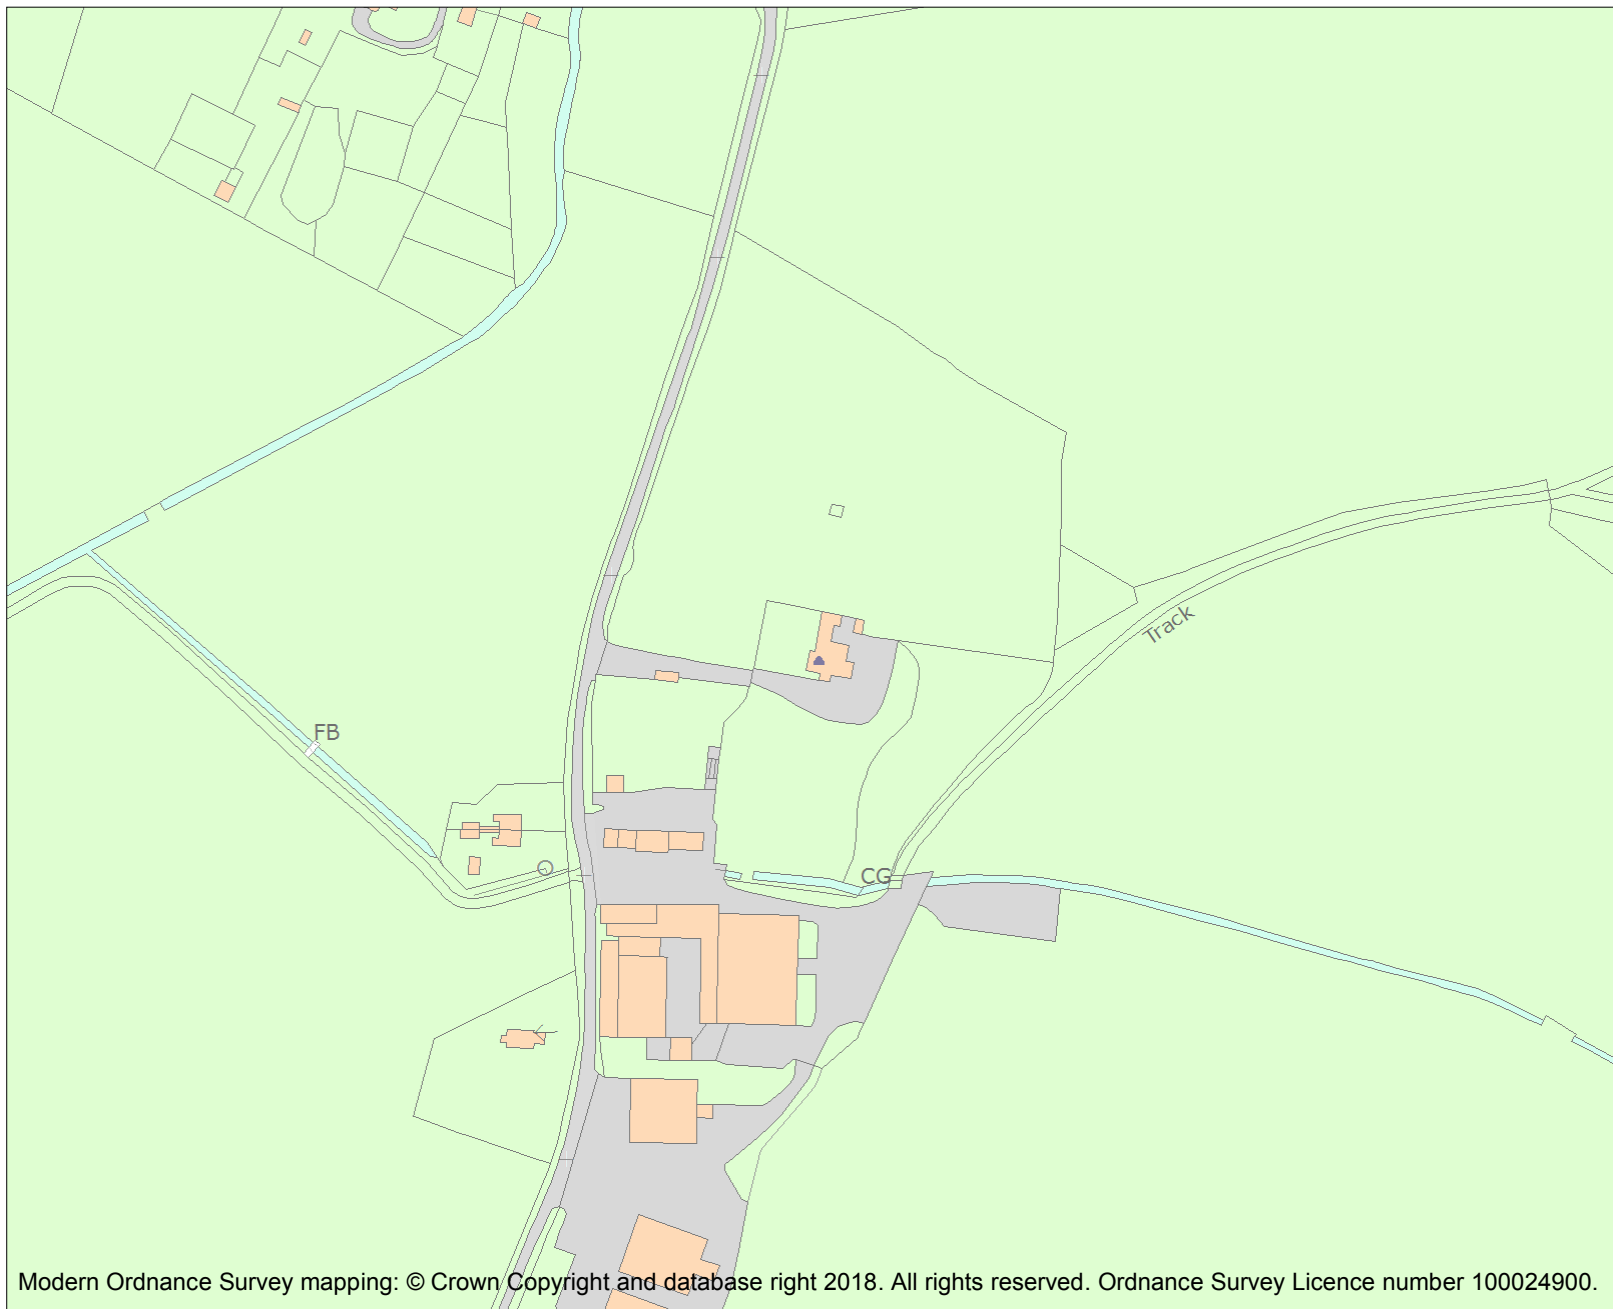 Track
FB
CG
Modern Ordnance Survey mapping: © Crown Copyright and database right 2018. All rights reserved. Ordnance Survey Licence number 100024900.